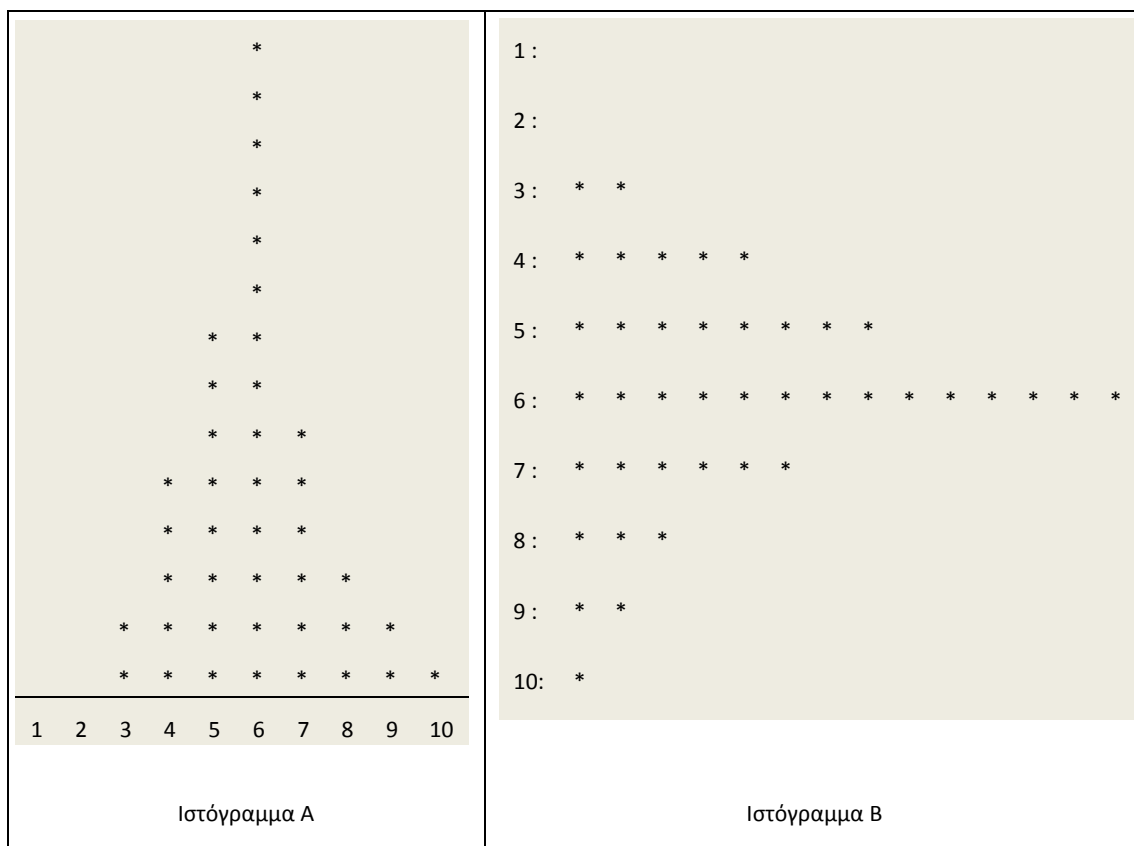 *
*
*
*
*
*
* *
* *
* * *
* * * *
* * * *
* * * * *
* * * * * * *
* * * * * * * *
1 2 3 4 5 6 7 8 9 10
Ιστόγραμμα Α
1 :
2 :
3 : * *
4 : * * * * *
5 : * * * * * * * *
6 : * * * * * * * * * * * * * *
7 : * * * * * *
8 : * * *
9 : * *
10: *
Ιστόγραμμα Β